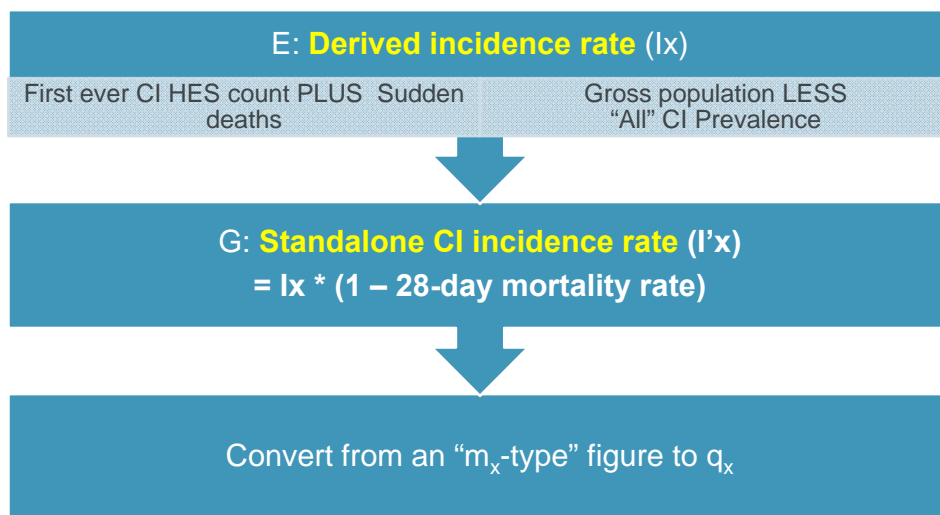 E: Derived incidence rate (Ix)
First ever CI HES count PLUS  Sudden
deaths
Gross population LESS
“All” CI Prevalence
G: Standalone CI incidence rate (I’x)
= Ix * (1 – 28-day mortality rate)
Convert from an “mx-type” figure to qx